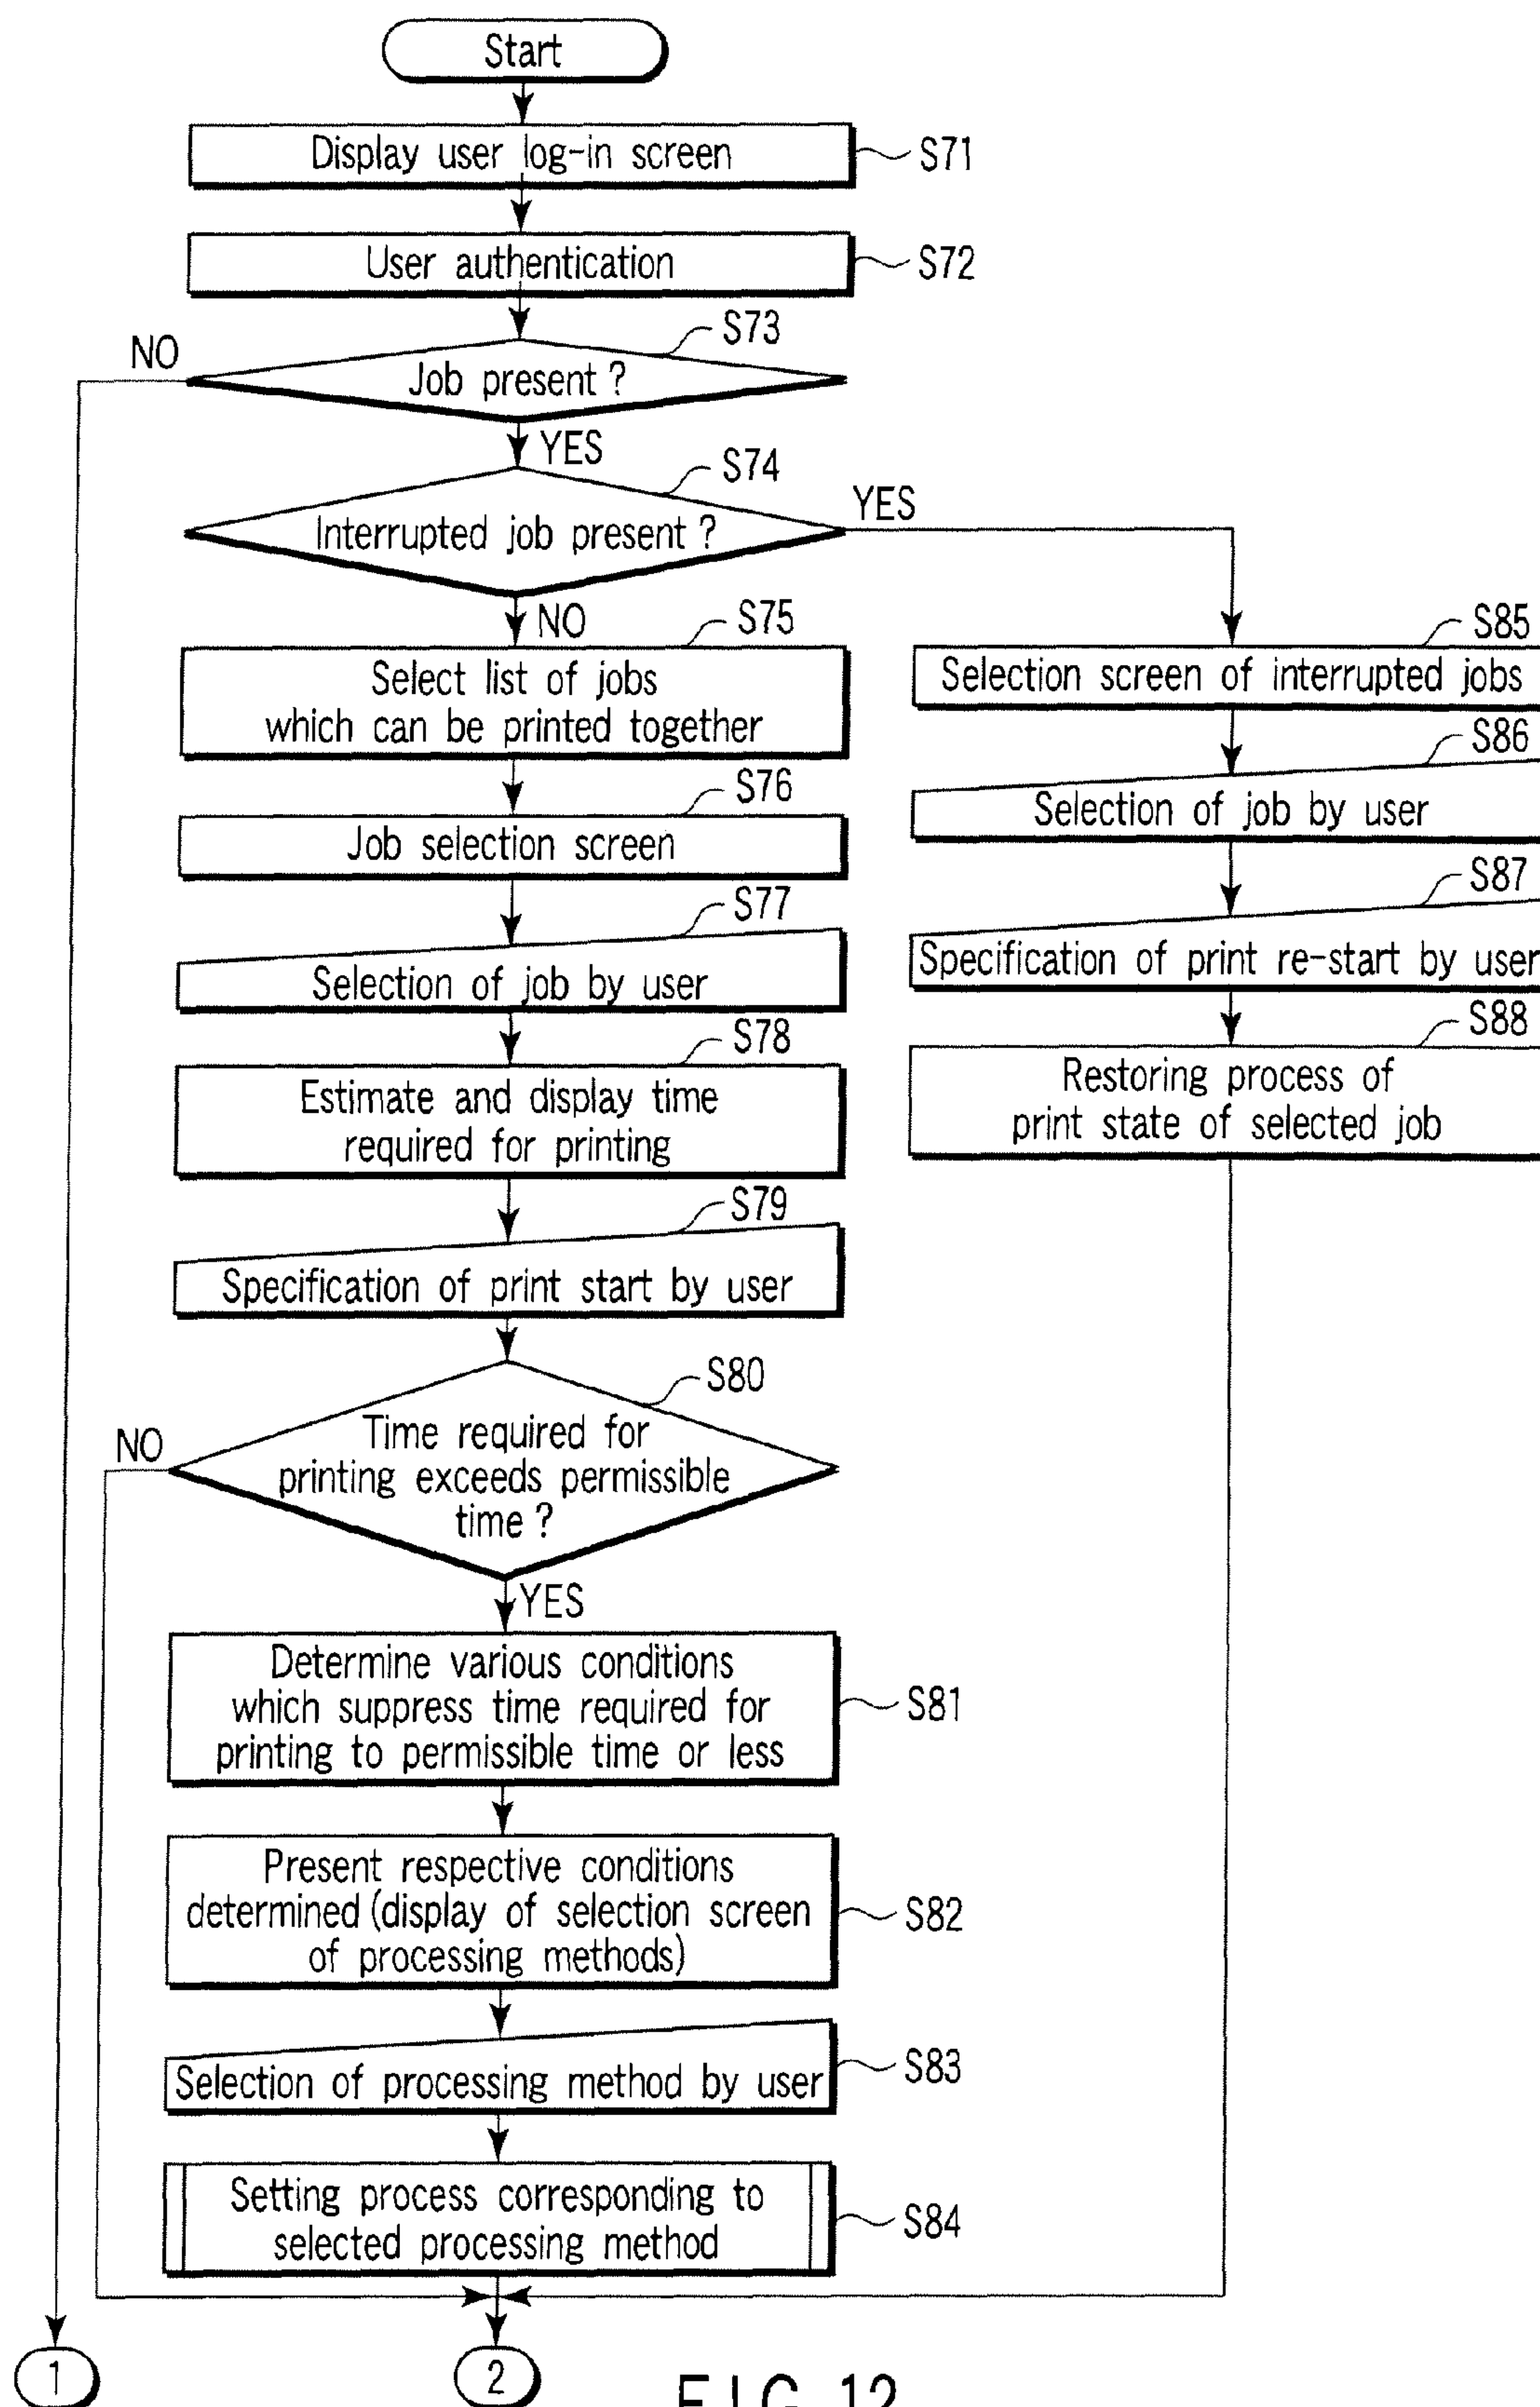 Start
Display user log-in screen
S71
User authentication
S72
S73
NO
Job present ?
YES
S74
Interrupted job present ?
YES
NO
S75
Select list of jobs
which can be printed together
S76
Job selection screen
S77
Selection of job by user
S78
Estimate and display time
required for printing
S79
Specification of print start by user
S80
NO
Time required for
printing exceeds permissible
time ?
YES
Determine various conditions
which suppress time required for
printing to permissible time or less
S81
Present respective conditions
determined (display of selection screen
of processing methods)
S82
Selection of processing method by user
S83
Setting process corresponding to
selected processing method
S84
S85
Selection screen of interrupted jobs
S86
Selection of job by user
S87
Specification of print re-start by user
S88
Restoring process of
print state of selected job
1
2
FIG. 12